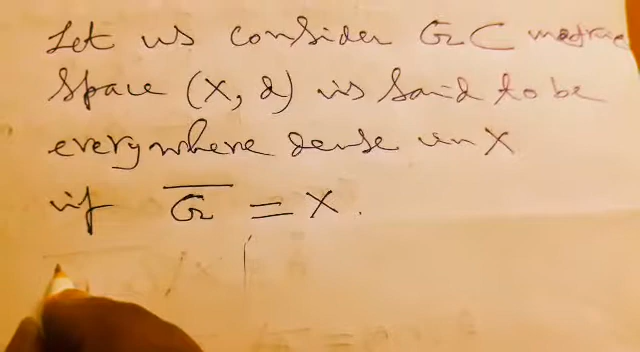 Let us consider G ⊂ metric
Space (X, d) is said to be
everywhere dense in X
if G̅ = X.